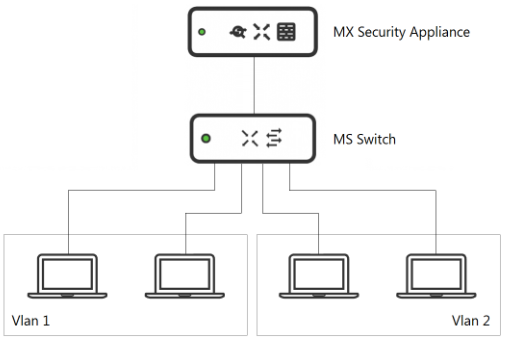 MX Security Appliance
MS Switch
Vlan 1
Vlan 2